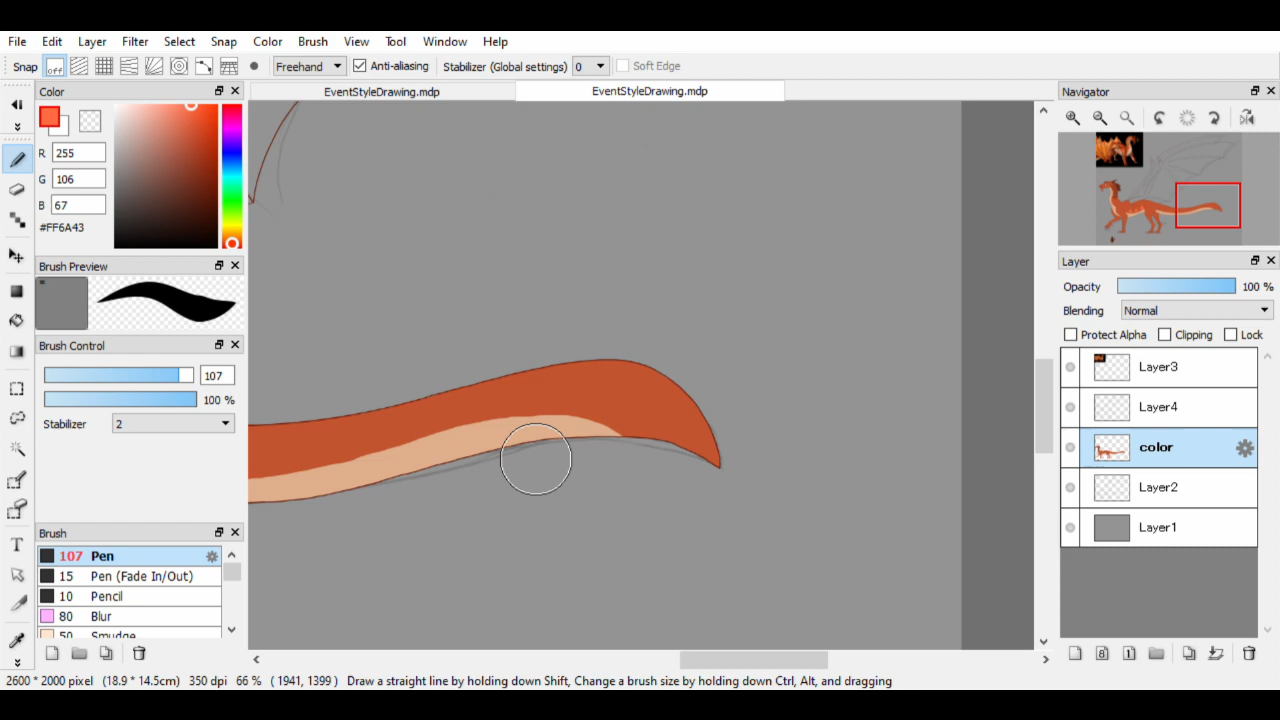 File Edit Layer Filter Select Snap Color Brush View Tool Window Help
Snap off Freehand Anti-aliasing Stabilizer (Global settings) 0 Soft Edge
Color
EventStyleDrawing.mdp
EventStyleDrawing.mdp
Navigator
R 255
G 106
B 67
#FF6A43
Brush Preview
Brush Control
107
100 %
Stabilizer 2
Brush
107 Pen
15 Pen (Fade In/Out)
10 Pencil
80 Blur
50 Smudge
Layer
Opacity 100 %
Blending Normal
Protect Alpha Clipping Lock
Layer3
Layer4
color
Layer2
Layer1
2600 * 2000 pixel (18.9 * 14.5cm) 350 dpi 66 % ( 1941, 1399 ) Draw a straight line by holding down Shift, Change a brush size by holding down Ctrl, Alt, and dragging